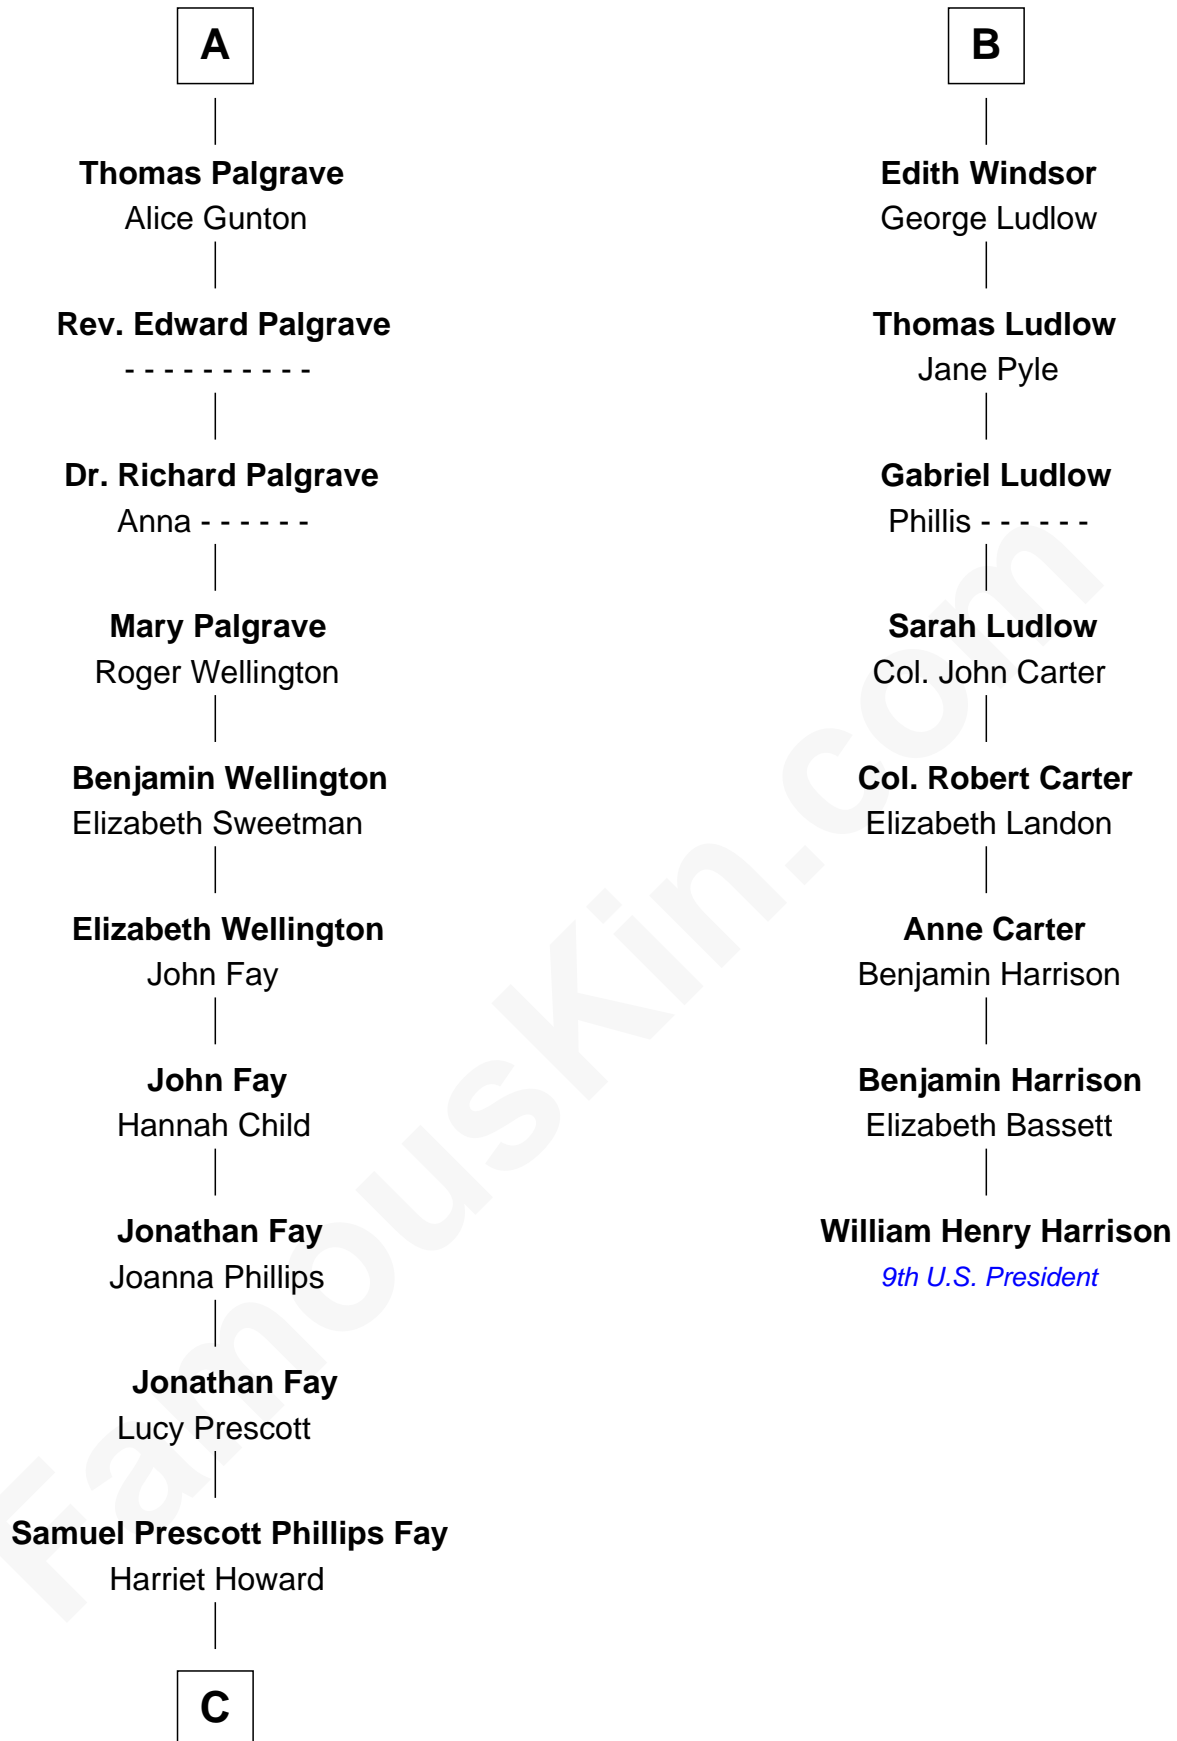 A
Thomas Palgrave
Alice Gunton
Rev. Edward Palgrave
- - - - - - - - - -
Dr. Richard Palgrave
Anna - - - - - -
Mary Palgrave
Roger Wellington
Benjamin Wellington
Elizabeth Sweetman
Elizabeth Wellington
John Fay
John Fay
Hannah Child
Jonathan Fay
Joanna Phillips
Jonathan Fay
Lucy Prescott
Samuel Prescott Phillips Fay
Harriet Howard
C
B
Edith Windsor
George Ludlow
Thomas Ludlow
Jane Pyle
Gabriel Ludlow
Phillis - - - - - -
Sarah Ludlow
Col. John Carter
Col. Robert Carter
Elizabeth Landon
Anne Carter
Benjamin Harrison
Benjamin Harrison
Elizabeth Bassett
William Henry Harrison
9th U.S. President
FamousKin.com